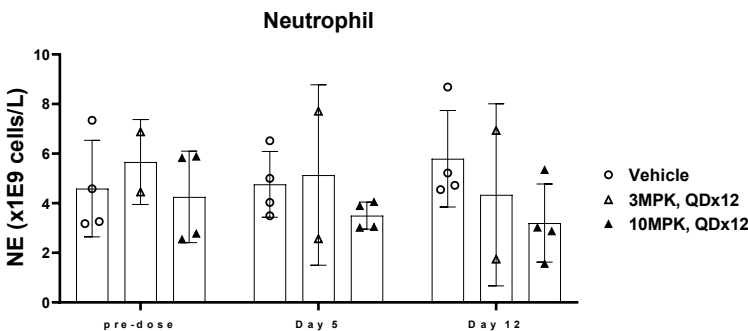 Neutrophil
NE (x1E9 cells/L)
10
8
6
4
2
0
pre-dose
Day 5
Day 12
Vehicle
3MPK, QDx12
10MPK, QDx12